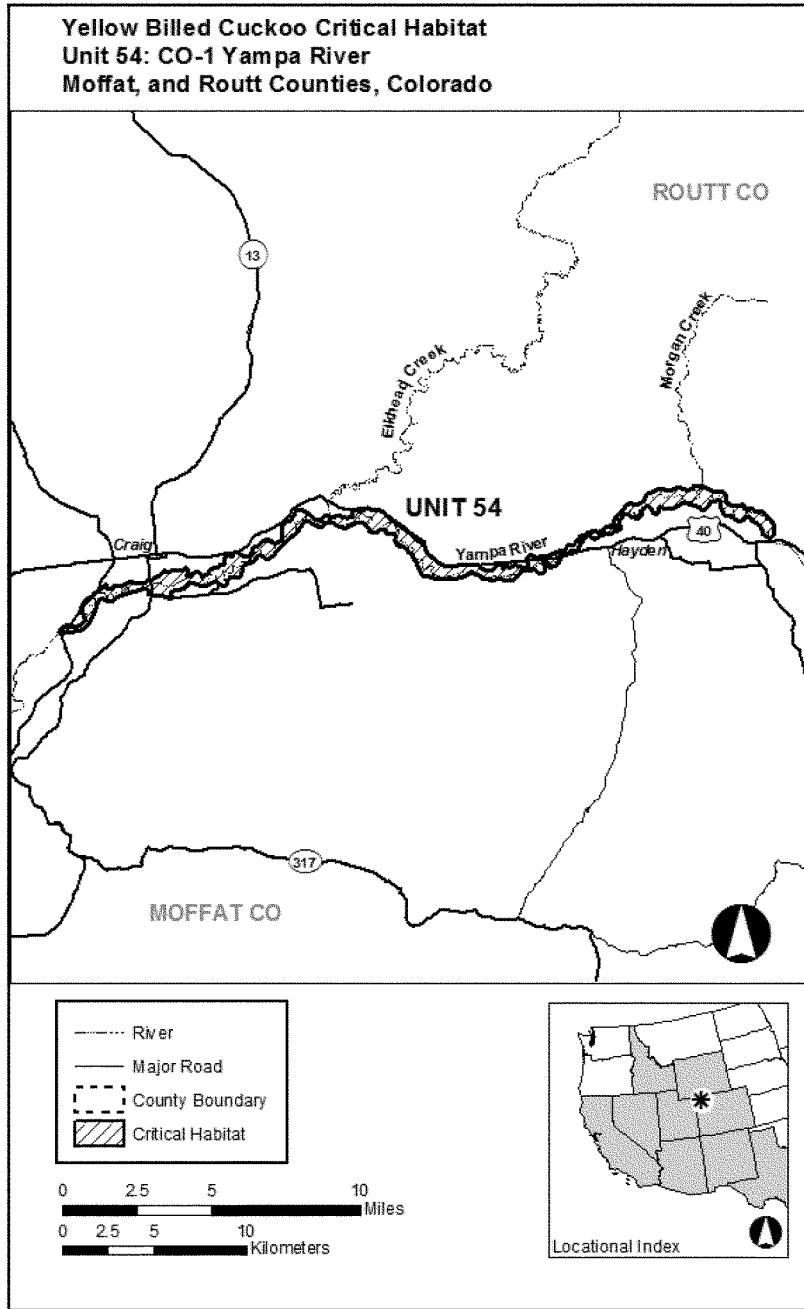 Yellow Billed Cuckoo Critical Habitat
Unit 54: CO-1 Yampa River
Moffat, and Routt Counties, Colorado
ROUTT CO
13
Morgan Creek
Elkhead Creek
UNIT 54
40
Craig
Yampa River
Hayden
317
MOFFAT CO
River
Major Road
County Boundary
Critical Habitat
0 2.5 5 10
Miles
0 2.5 5 10
Kilometers
Locational Index